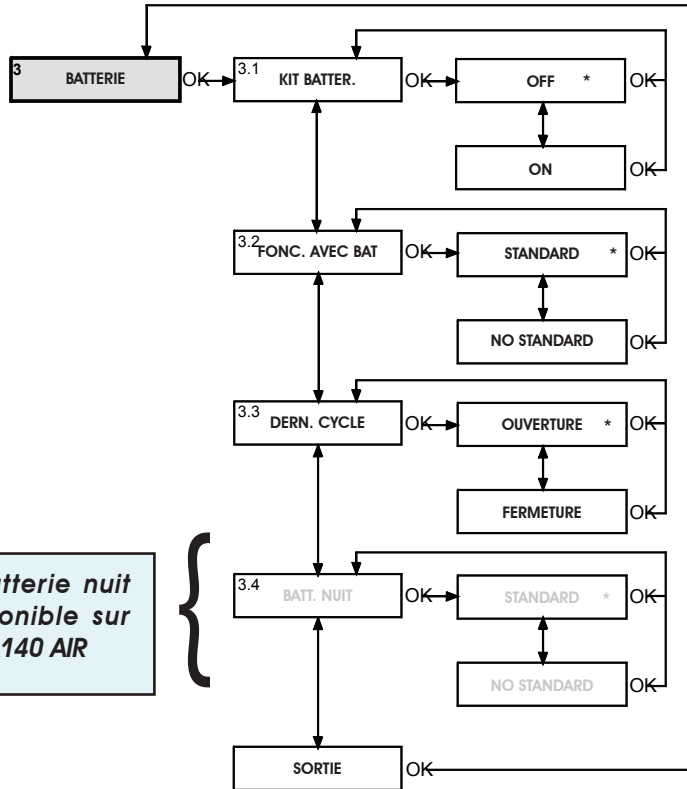 3 BATTERIE OK
3.1 KIT BATTER. OK
OFF * OK
ON OK
3.2 FONC. AVEC BAT OK
STANDARD * OK
NO STANDARD OK
3.3 DERN. CYCLE OK
OUVERTURE * OK
FERMETURE OK
nuit
sur
140 AIR
3.4 BATT. NUIT OK
STANDARD * OK
NO STANDARD OK
SORTIE OK